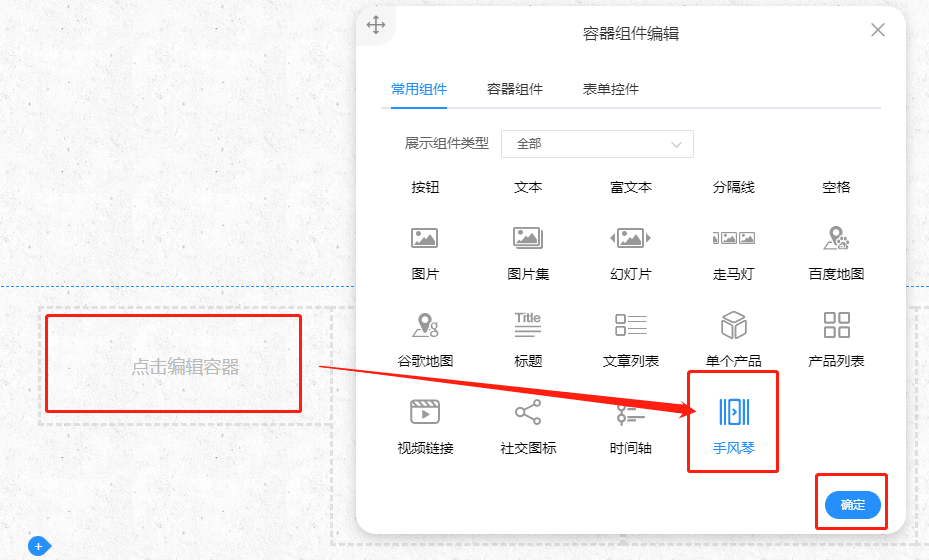 容器组件编辑
常用组件 容器组件 表单控件
展示组件类型 全部
按钮 文本 富文本 分隔线 空格
图片 图片集 幻灯片 走马灯 百度地图
Title
谷歌地图 标题 文章列表 单个产品 产品列表
点击编辑容器
视频链接 社交图标 时间轴 手风琴
确定